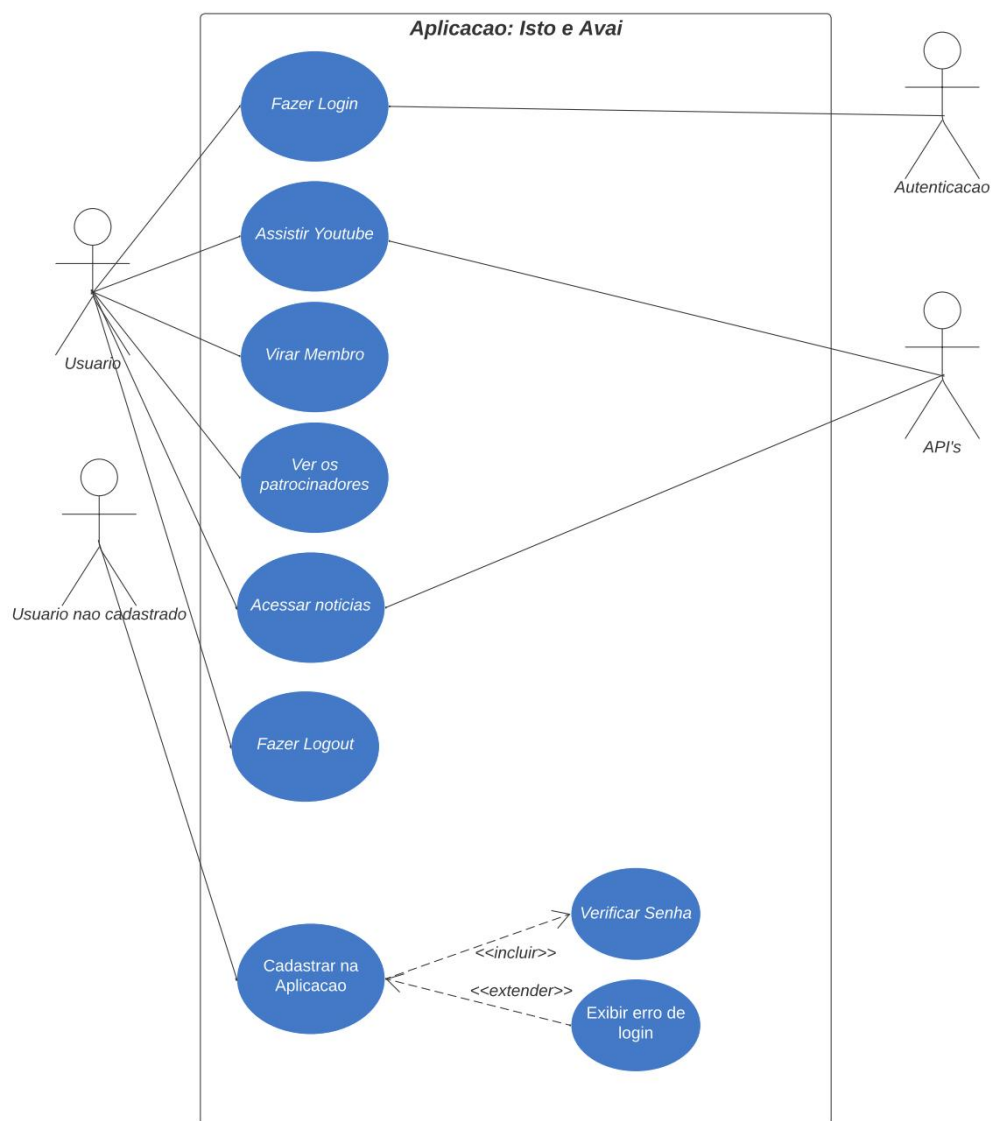 Aplicacao: Isto e Avai
Fazer Login
Autenticacao
Assistir Youtube
Usuario
Virar Membro
API's
Ver os
patrocinadores
Acessar noticias
Usuario nao cadastrado
Fazer Logout
Verificar Senha
<<incluir>>
Cadastrar na
Aplicacao
<<extender>>
Exibir erro de
login